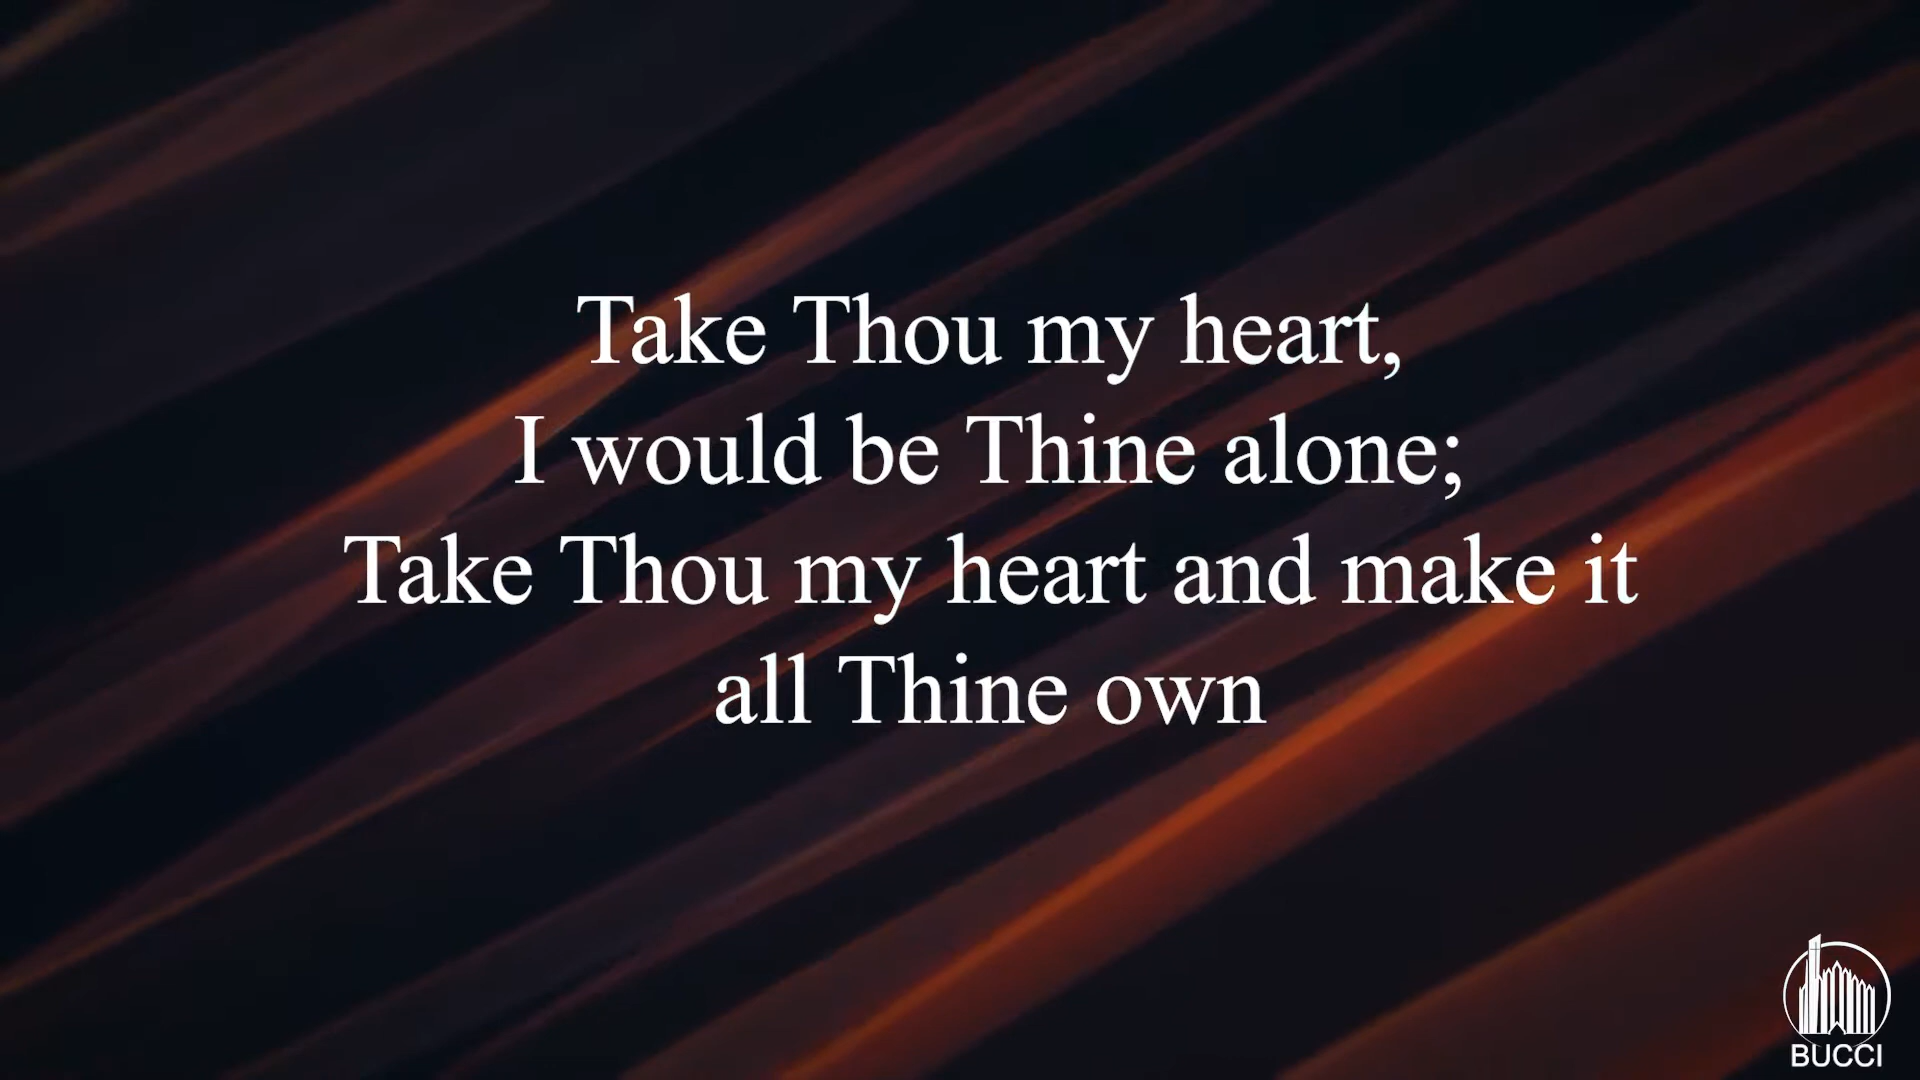 Take Thou my heart,
I would be Thine alone;
Take Thou my heart and make it
all Thine own
BUCCI